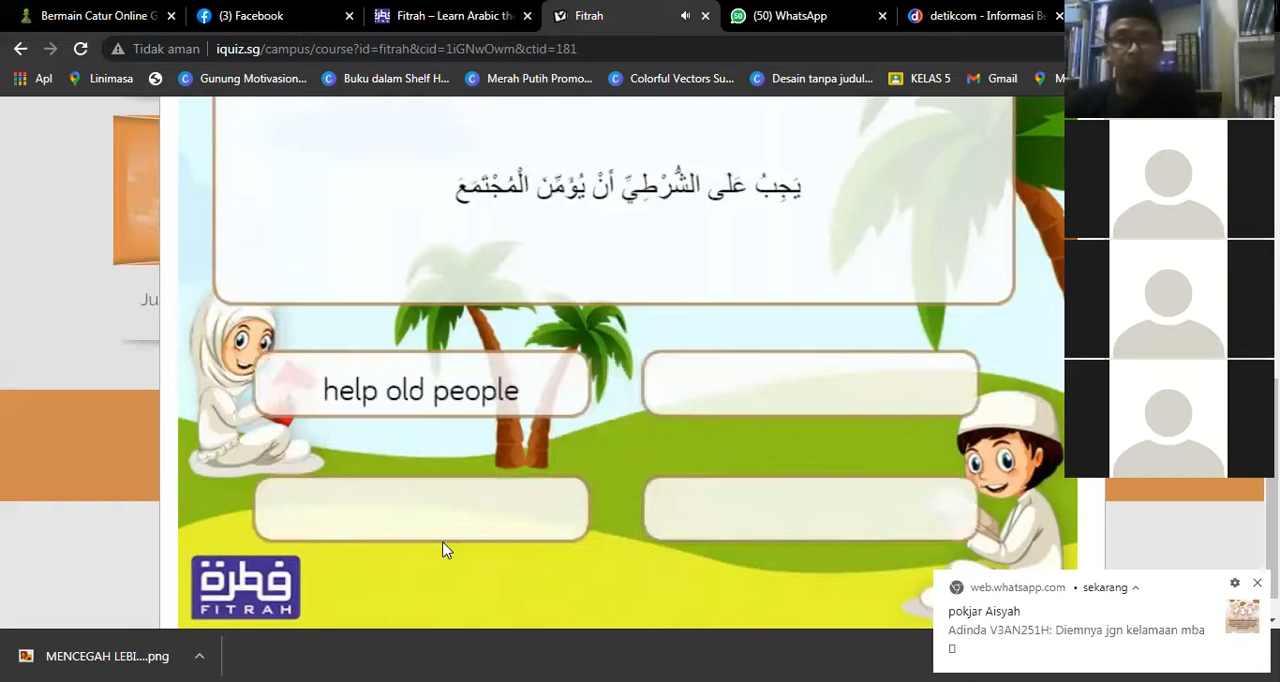 Bermain Catur Online G
(3) Facebook
Fitrah – Learn Arabic the
Fitrah
(50) WhatsApp
detikcom - Informasi Be
Tidak aman
iquiz.sg/campus/course?id=fitrah&cid=1iGNwOwm&ctid=181
Apl
Linimasa
Gunung Motivasion...
Buku dalam Shelf H...
Merah Putih Promo...
Colorful Vectors Su...
Desain tanpa judul...
KELAS 5
Gmail
M
يَجِبُ عَلَى الشُّرْطِيِّ أَنْ يُؤَمِّنَ الْمُجْتَمَعَ
Ju
help old people
فطرة
FITRAH
web.whatsapp.com • sekarang
pokjar Aisyah
Adinda V3AN251H: Diemnya jgn kelamaan mba
MENCEGAH LEBI....png